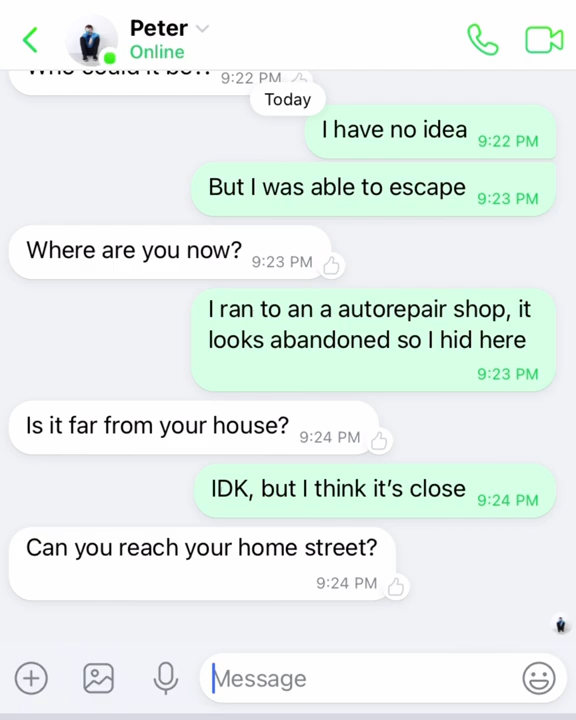 Peter
Online
9:22 PM
Today
I have no idea
9:22 PM
But I was able to escape
9:23 PM
Where are you now?
9:23 PM
I ran to an a autorepair shop, it
looks abandoned so I hid here
9:23 PM
Is it far from your house?
9:24 PM
IDK, but I think it’s close
9:24 PM
Can you reach your home street?
9:24 PM
Message